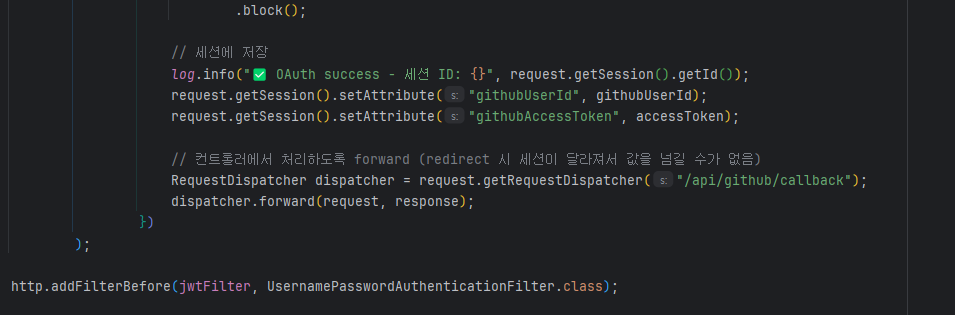 .block();
// 세션에 저장
log.info("✅ OAuth success - 세션 ID: {}", request.getSession().getId());
request.getSession().setAttribute( s: "githubUserId", githubUserId);
request.getSession().setAttribute( s: "githubAccessToken", accessToken);
// 컨트롤러에서 처리하도록 forward (redirect 시 세션이 달라져서 값을 넘길 수가 없음)
RequestDispatcher dispatcher = request.getRequestDispatcher( s: "/api/github/callback");
dispatcher.forward(request, response);
})
);
http.addFilterBefore(jwtFilter, UsernamePasswordAuthenticationFilter.class);